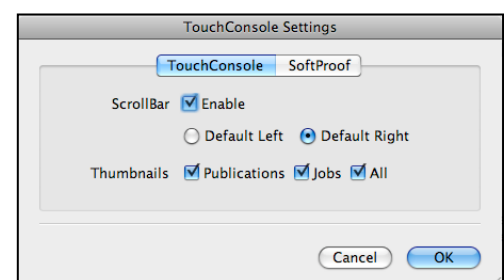 TouchConsole Settings
TouchConsole SoftProof
ScrollBar Enable
Default Left Default Right
Thumbnails Publications Jobs All
Cancel OK